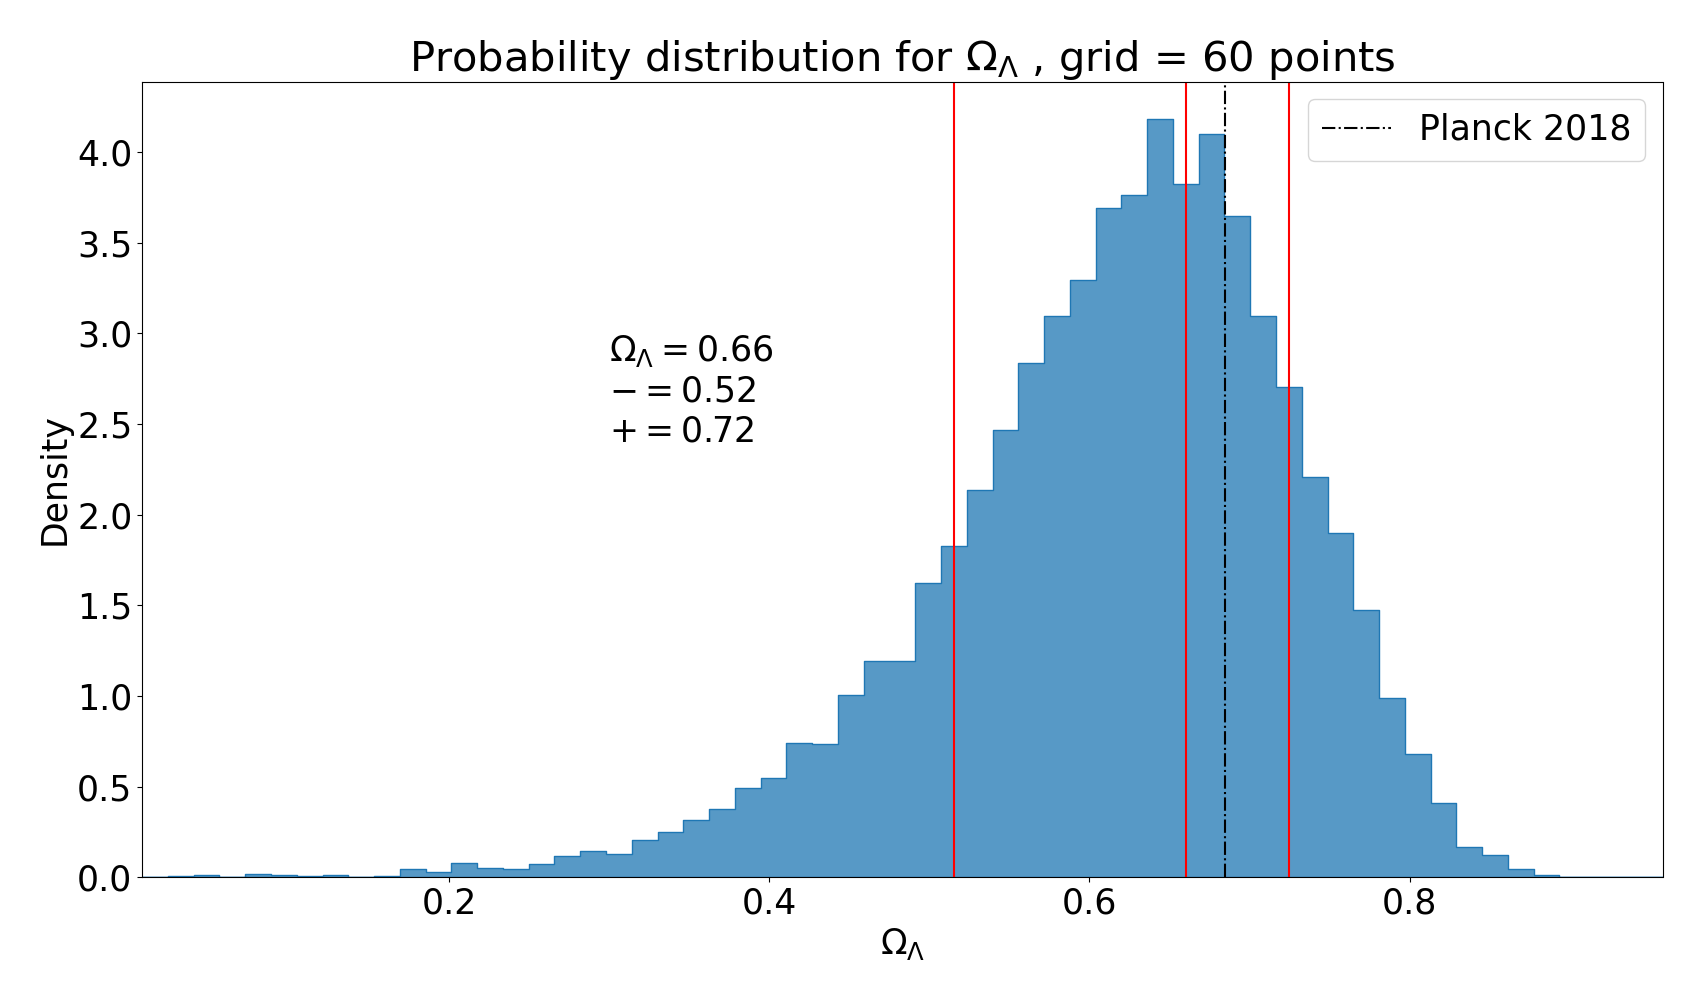 Probability distribution for Ω_Λ , grid = 60 points
Planck 2018
4.0
3.5
3.0
2.5
2.0
1.5
1.0
0.5
0.0
Density
Ω_Λ = 0.66
− = 0.52
+ = 0.72
0.2 0.4 0.6 0.8
Ω_Λ